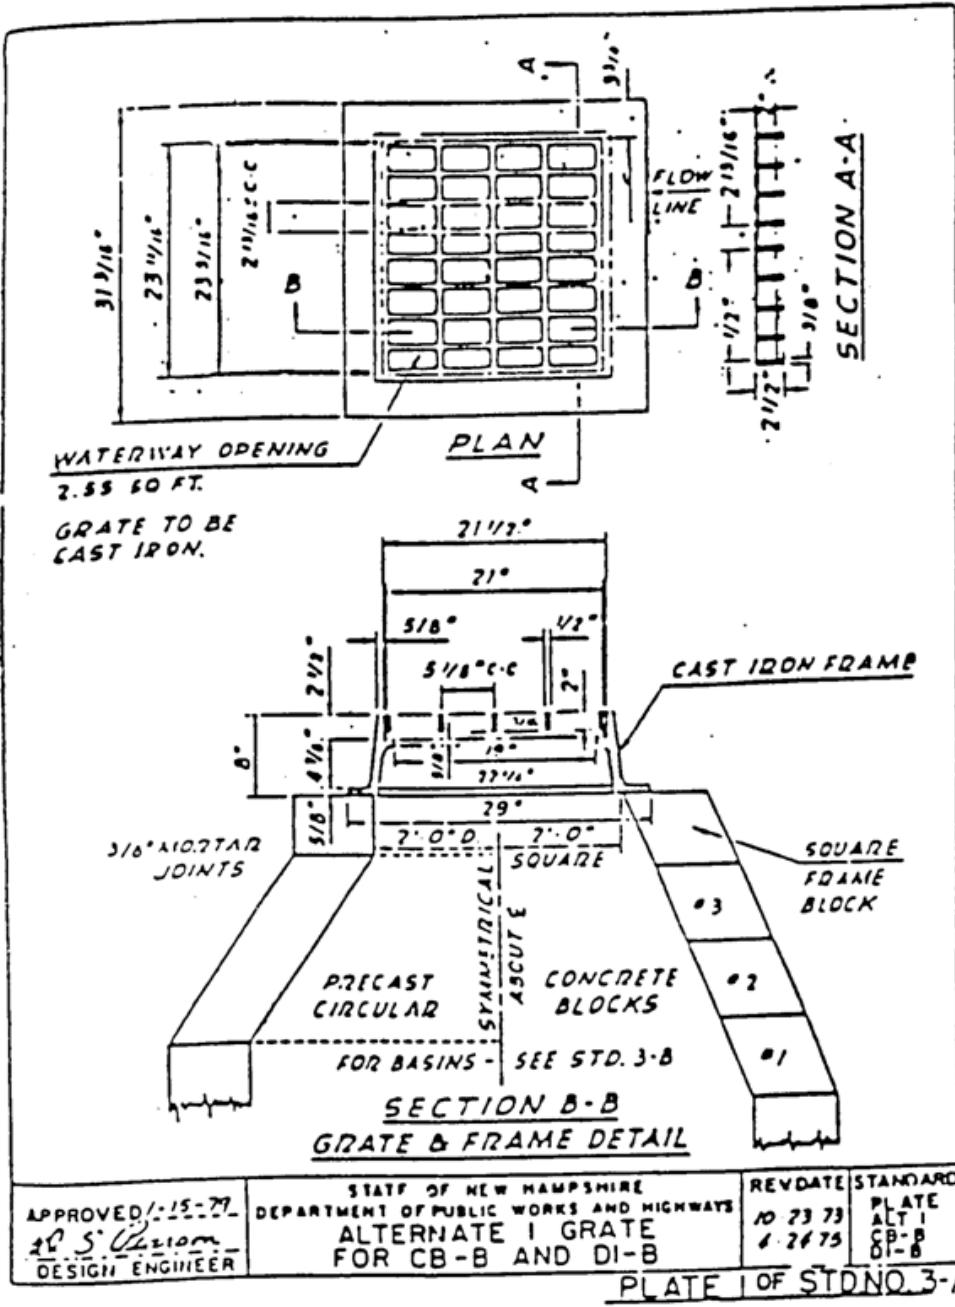 A
3 3/16"
31 3/16"
23 11/16"
23 3/16"
2 13/16" C-C
FLOW
LINE
B
B
2 13/16"
1/2"
3/8"
2 1/2"
SECTION A-A
WATERWAY OPENING
2.55 SQ FT.
PLAN
A
GRATE TO BE
CAST IRON.
21 1/2"
21"
5/8"
1/2"
5 1/8" C-C
2 1/2"
2"
CAST IRON FRAME
8"
4 7/8"
5/8"
19"
29"
2'-0" D.
2'-0"
SQUARE
3/8" MORTAR
JOINTS
SQUARE
FRAME
BLOCK
SYMMETRICAL
ABOUT
#3
#2
#1
PRECAST
CIRCULAR
CONCRETE
BLOCKS
FOR BASINS - SEE STD. 3-B
SECTION B-B
GRATE & FRAME DETAIL
APPROVED 1-15-77
DESIGN ENGINEER
STATE OF NEW HAMPSHIRE
DEPARTMENT OF PUBLIC WORKS AND HIGHWAYS
ALTERNATE 1 GRATE
FOR CB-B AND DI-B
REV DATE
10 23 73
4 24 75
STANDARD
PLATE
ALT 1
CB-B
DI-B
PLATE 1 OF STD NO. 3-A